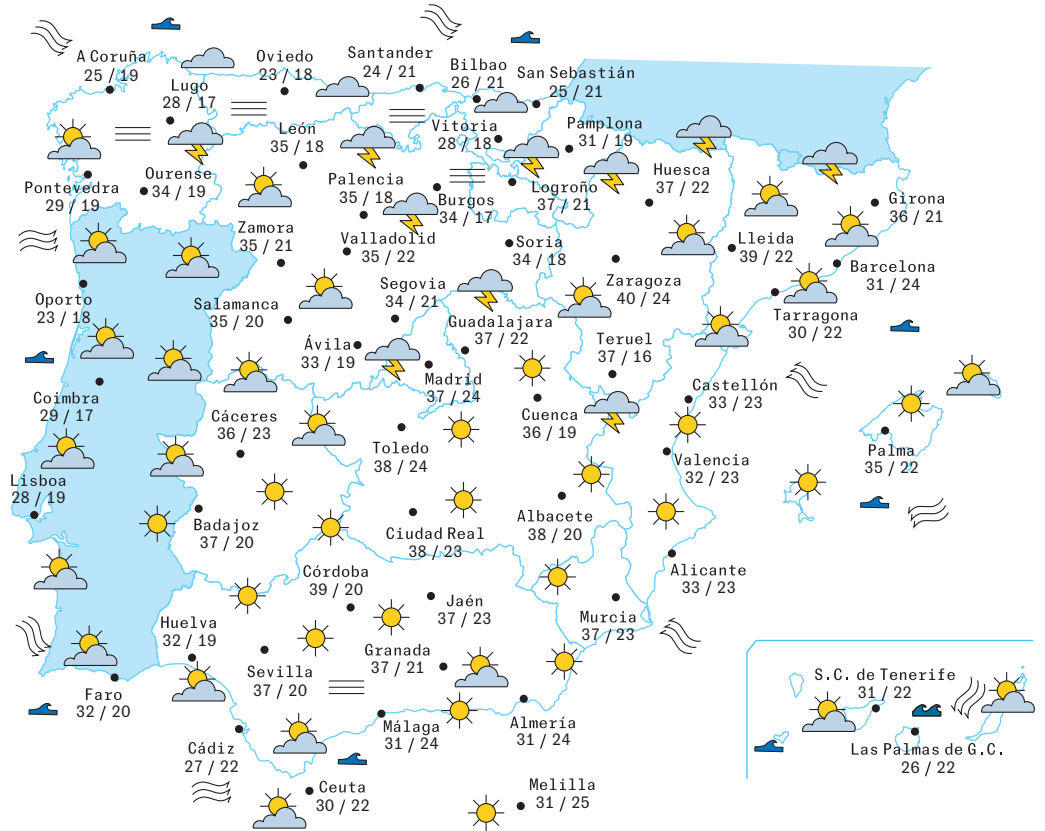 A Coruña
25 / 19
Lugo
28 / 17
Oviedo
23 / 18
Santander
24 / 21
Bilbao
26 / 21
San Sebastián
25 / 21
Pontevedra
29 / 19
Ourense
34 / 19
León
35 / 18
Palencia
35 / 18
Vitoria
28 / 18
Burgos
34 / 17
Pamplona
31 / 19
Logroño
37 / 21
Huesca
37 / 22
Girona
36 / 21
Zamora
35 / 21
Valladolid
35 / 22
Soria
34 / 18
Zaragoza
40 / 24
Lleida
39 / 22
Barcelona
31 / 24
Tarragona
30 / 22
Oporto
23 / 18
Salamanca
35 / 20
Segovia
34 / 21
Ávila
33 / 19
Guadalajara
37 / 22
Madrid
37 / 24
Teruel
37 / 16
Castellón
33 / 23
Coimbra
29 / 17
Cáceres
36 / 23
Toledo
38 / 24
Cuenca
36 / 19
Valencia
32 / 23
Palma
35 / 22
Lisboa
28 / 19
Badajoz
37 / 20
Ciudad Real
38 / 23
Albacete
38 / 20
Alicante
33 / 23
Córdoba
39 / 20
Jaén
37 / 23
Murcia
37 / 23
Huelva
32 / 19
Sevilla
37 / 20
Granada
37 / 21
Faro
32 / 20
Cádiz
27 / 22
Málaga
31 / 24
Almería
31 / 24
Ceuta
30 / 22
Melilla
31 / 25
S.C. de Tenerife
31 / 22
Las Palmas de G.C.
26 / 22